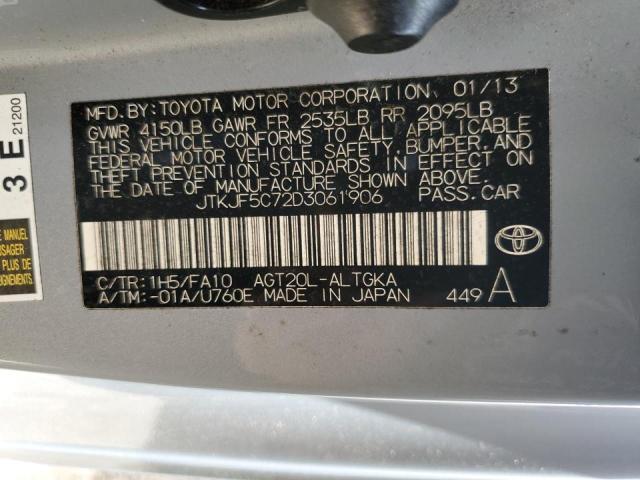 MFD. BY: TOYOTA MOTOR CORPORATION, 01/13
GVWR 4150LB GAWR FR 2535LB RR 2095LB
THIS VEHICLE CONFORMS TO ALL APPLICABLE
FEDERAL MOTOR VEHICLE SAFETY, BUMPER, AND
THEFT PREVENTION STANDARDS IN EFFECT ON
THE DATE OF MANUFACTURE SHOWN ABOVE.
JTKJF5C72D3061906 PASS. CAR
C/TR: 1H5/FA10 AGT20L-ALTGKA
A/TM: -01A/U760E MADE IN JAPAN 449 A
3 E
21200
E MANUEL
PLUS DE